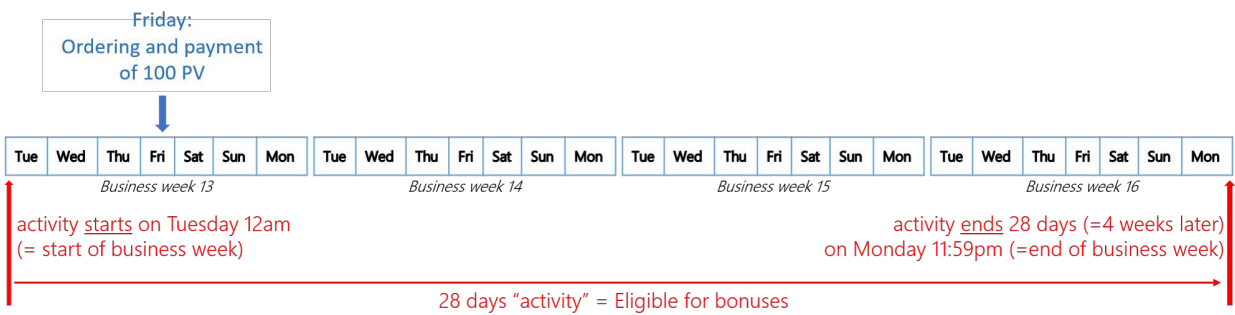 Friday:
Ordering and payment
of 100 PV
Tue Wed Thu Fri Sat Sun Mon Tue Wed Thu Fri Sat Sun Mon Tue Wed Thu Fri Sat Sun Mon Tue Wed Thu Fri Sat Sun Mon
Business week 13 Business week 14 Business week 15 Business week 16
activity starts on Tuesday 12am
(= start of business week)
activity ends 28 days (=4 weeks later)
on Monday 11:59pm (=end of business week)
28 days “activity” = Eligible for bonuses